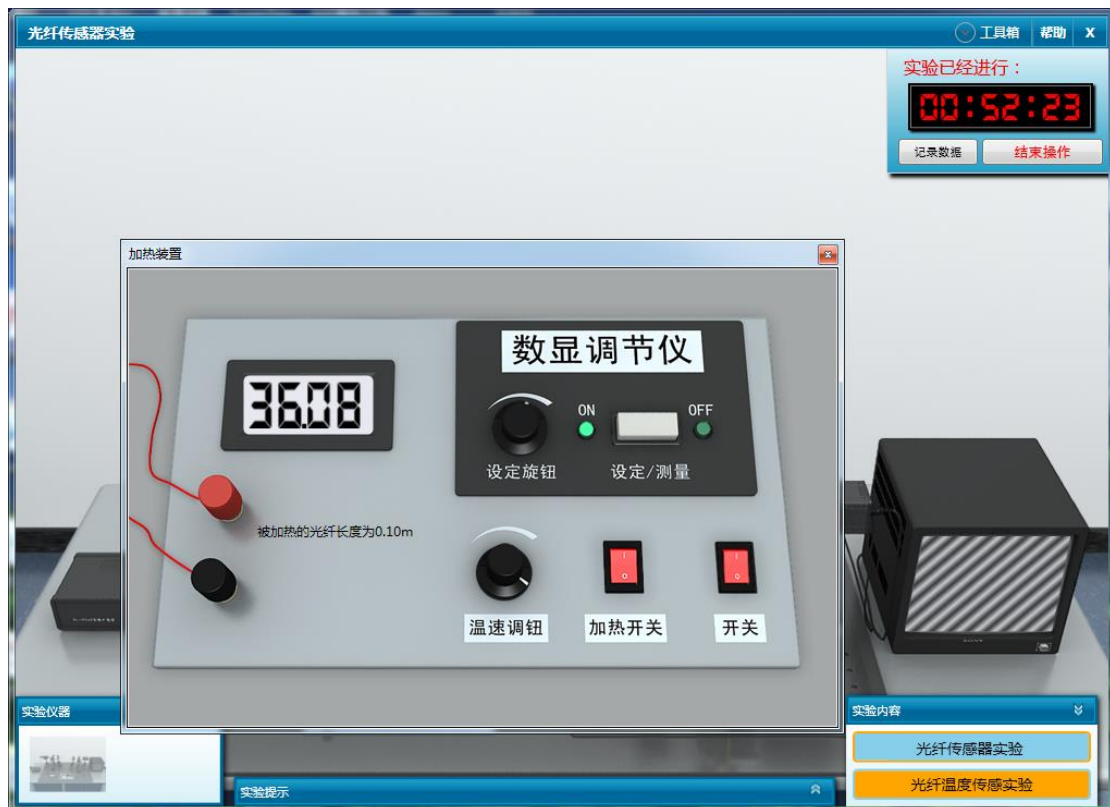 光纤传感器实验
工具箱 帮助 X
实验已经进行：
00:52:23
记录数据 结束操作
加热装置
数显调节仪
36.08
ON OFF
设定旋钮 设定/测量
被加热的光纤长度为0.10m
温速调钮 加热开关 开关
SONY
实验仪器
实验内容
光纤传感器实验
实验提示
光纤温度传感实验